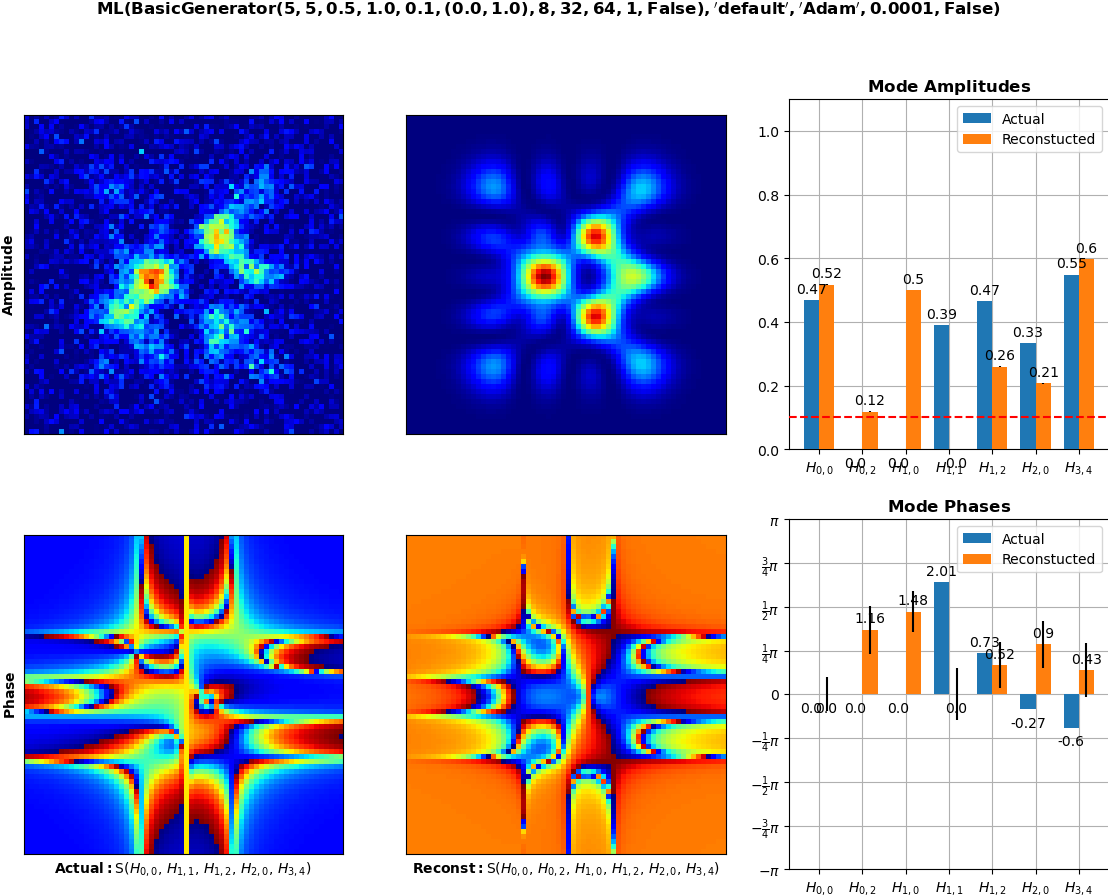 ML(BasicGenerator(5, 5, 0.5, 1.0, 0.1, (0.0, 1.0), 8, 32, 64, 1, False), ′default′, ′Adam′, 0.0001, False)
Amplitude
Mode Amplitudes
Actual
Reconstucted
1.0
0.8
0.6
0.4
0.2
0.0
0.47
0.52
0.0
0.12
0.0
0.5
0.39
0.0
0.47
0.26
0.33
0.21
0.55
0.6
H0, 0
H0, 2
H1, 0
H1, 1
H1, 2
H2, 0
H3, 4
Phase
Mode Phases
Actual
Reconstucted
π
3/4π
1/2π
1/4π
0
−1/4π
−1/2π
−3/4π
−π
0.0
0.0
0.0
1.16
0.0
1.48
2.01
0.0
0.73
0.52
-0.27
0.9
-0.6
0.43
H0, 0
H0, 2
H1, 0
H1, 1
H1, 2
H2, 0
H3, 4
Actual: S(H0, 0, H1, 1, H1, 2, H2, 0, H3, 4)
Reconst: S(H0, 0, H0, 2, H1, 0, H1, 2, H2, 0, H3, 4)